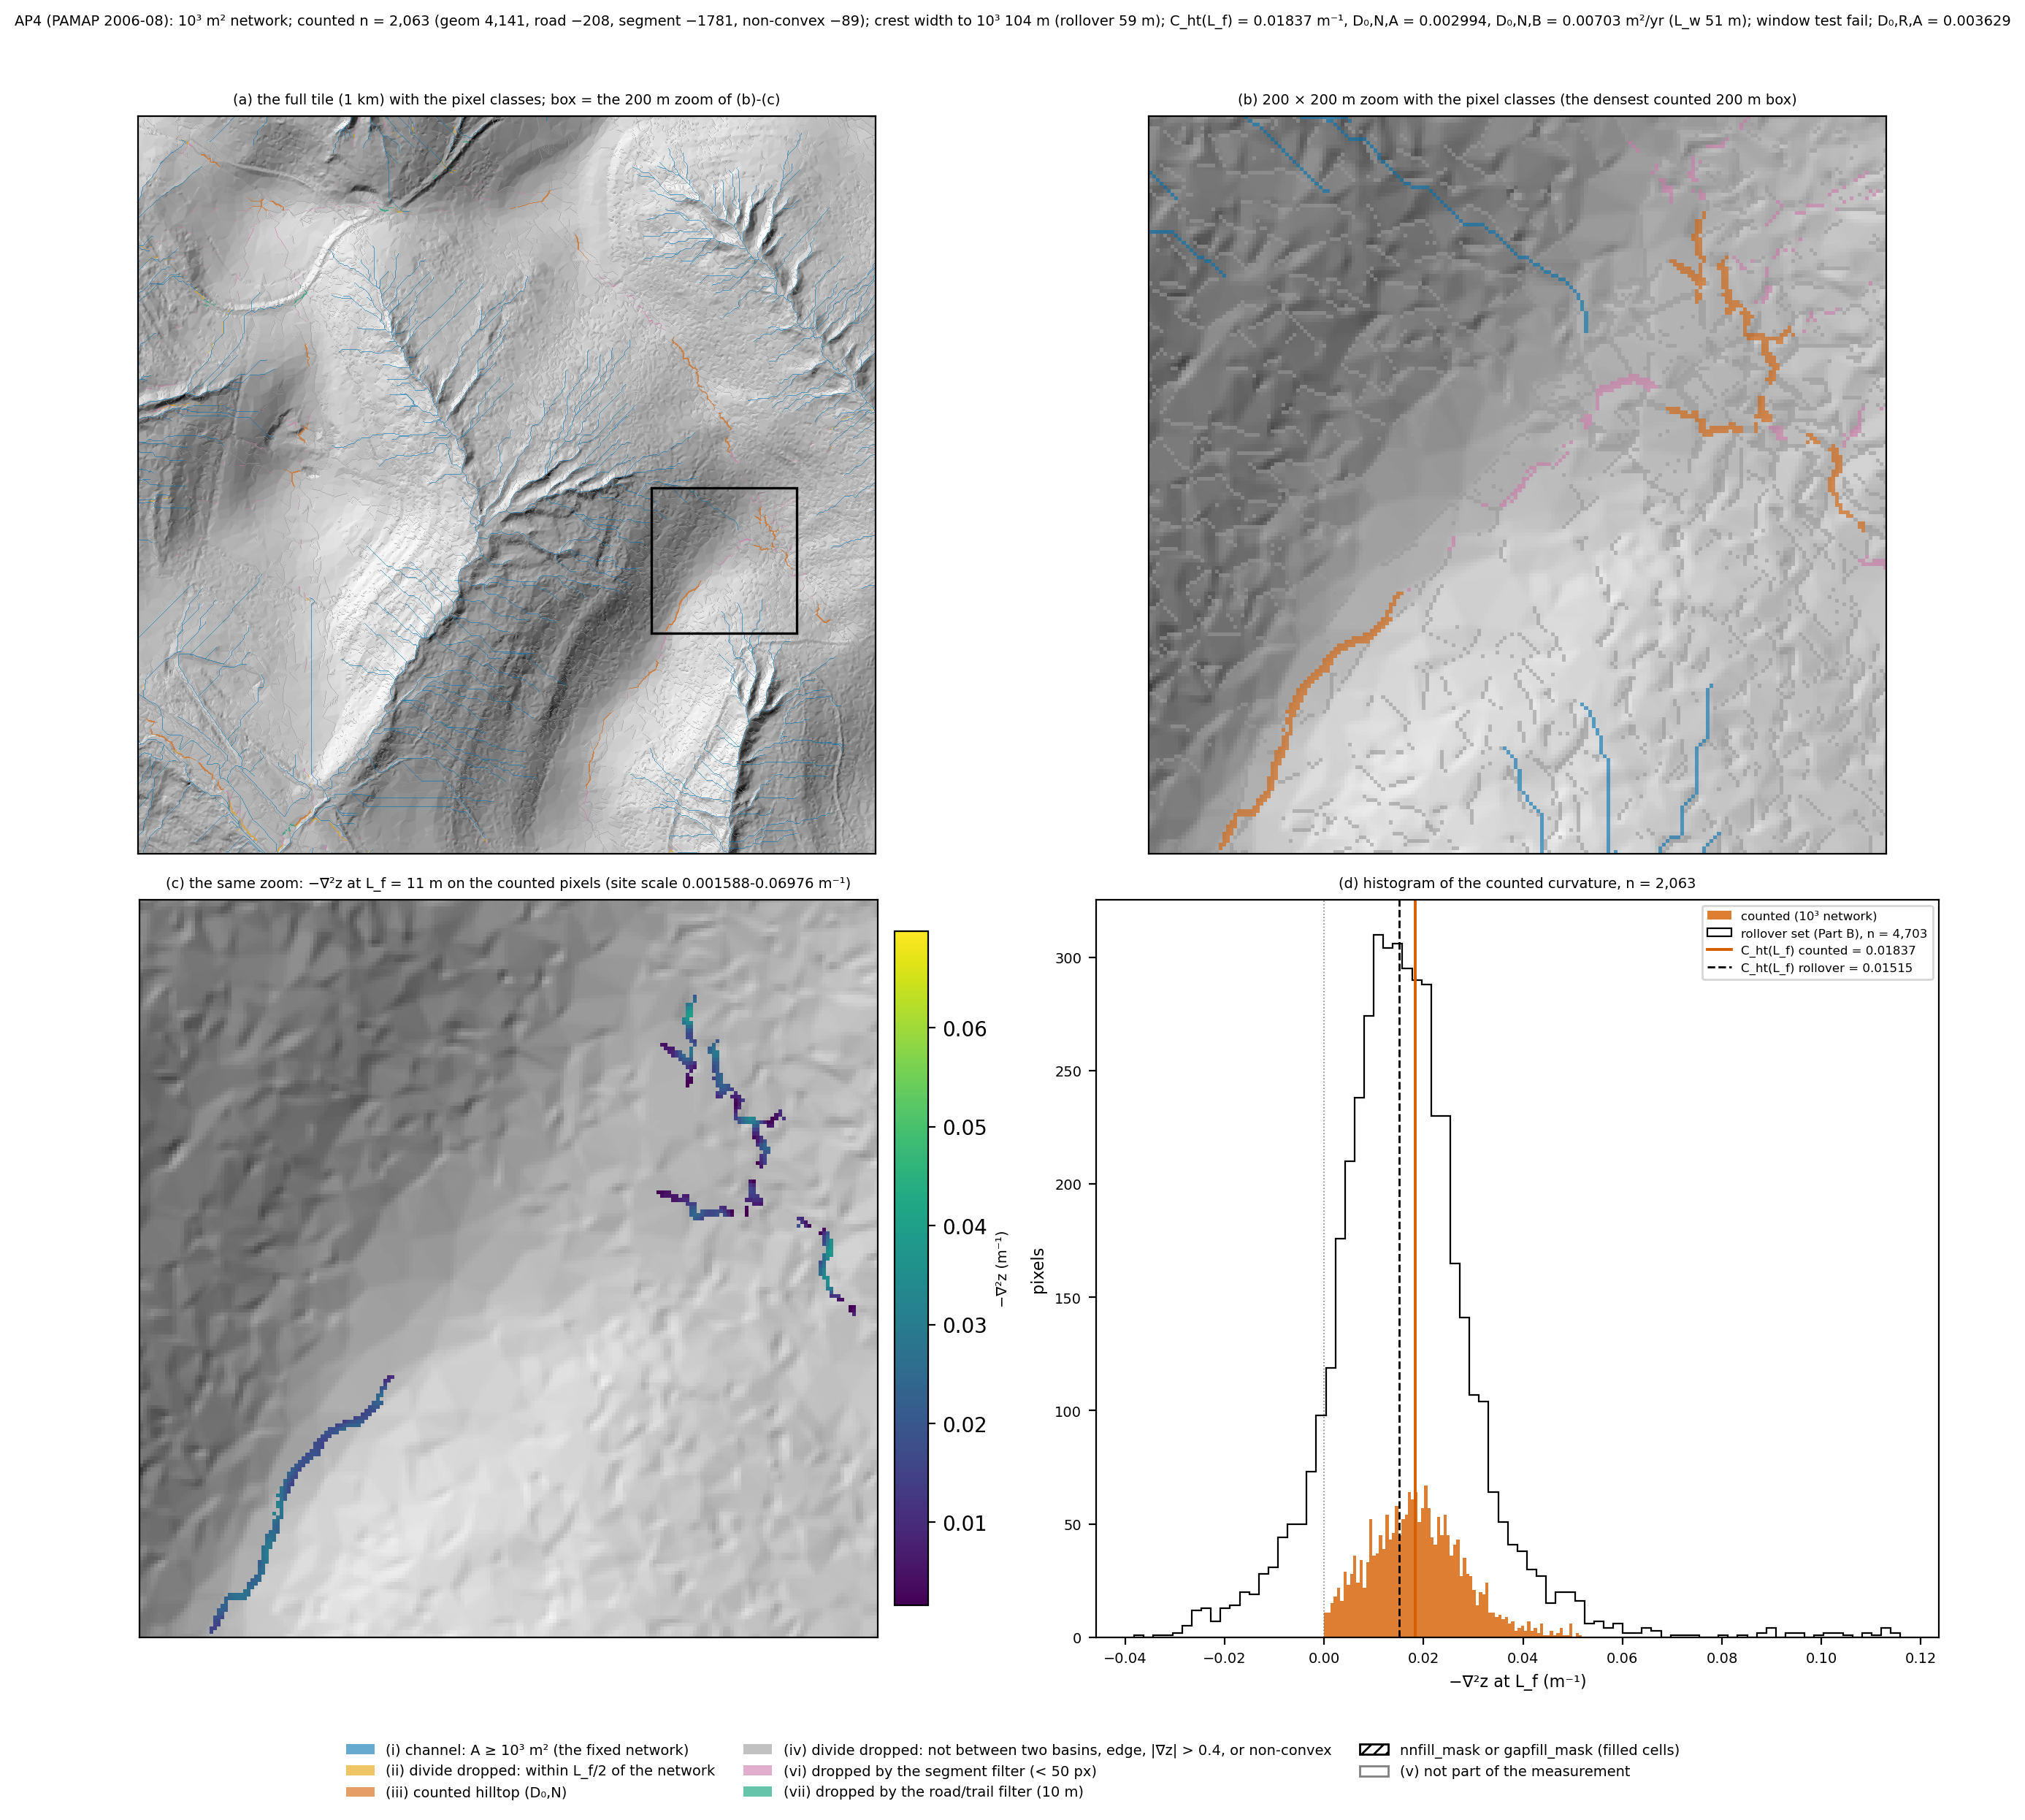 AP4 (PAMAP 2006-08): 10³ m² network; counted n = 2,063 (geom 4,141, road −208, segment −1781, non-convex −89); crest width to 10³ 104 m (rollover 59 m); C_ht(L_f) = 0.01837 m⁻¹, D₀,N,A = 0.002994, D₀,N,B = 0.00703 m²/yr (L_w 51 m); window test fail; D₀,R,A = 0.003629
(a) the full tile (1 km) with the pixel classes; box = the 200 m zoom of (b)-(c)
(b) 200 × 200 m zoom with the pixel classes (the densest counted 200 m box)
(c) the same zoom: −∇²z at L_f = 11 m on the counted pixels (site scale 0.001588-0.06976 m⁻¹)
0.06
0.05
0.04
0.03
0.02
0.01
−∇²z (m⁻¹)
(d) histogram of the counted curvature, n = 2,063
counted (10³ network)
rollover set (Part B), n = 4,703
C_ht(L_f) counted = 0.01837
C_ht(L_f) rollover = 0.01515
pixels
300
250
200
150
100
50
0
−0.04
−0.02
0.00
0.02
0.04
0.06
0.08
0.10
0.12
−∇²z at L_f (m⁻¹)
(i) channel: A ≥ 10³ m² (the fixed network)
(ii) divide dropped: within L_f/2 of the network
(iii) counted hilltop (D₀,N)
(iv) divide dropped: not between two basins, edge, |∇z| > 0.4, or non-convex
(vi) dropped by the segment filter (< 50 px)
(vii) dropped by the road/trail filter (10 m)
nnfill_mask or gapfill_mask (filled cells)
(v) not part of the measurement